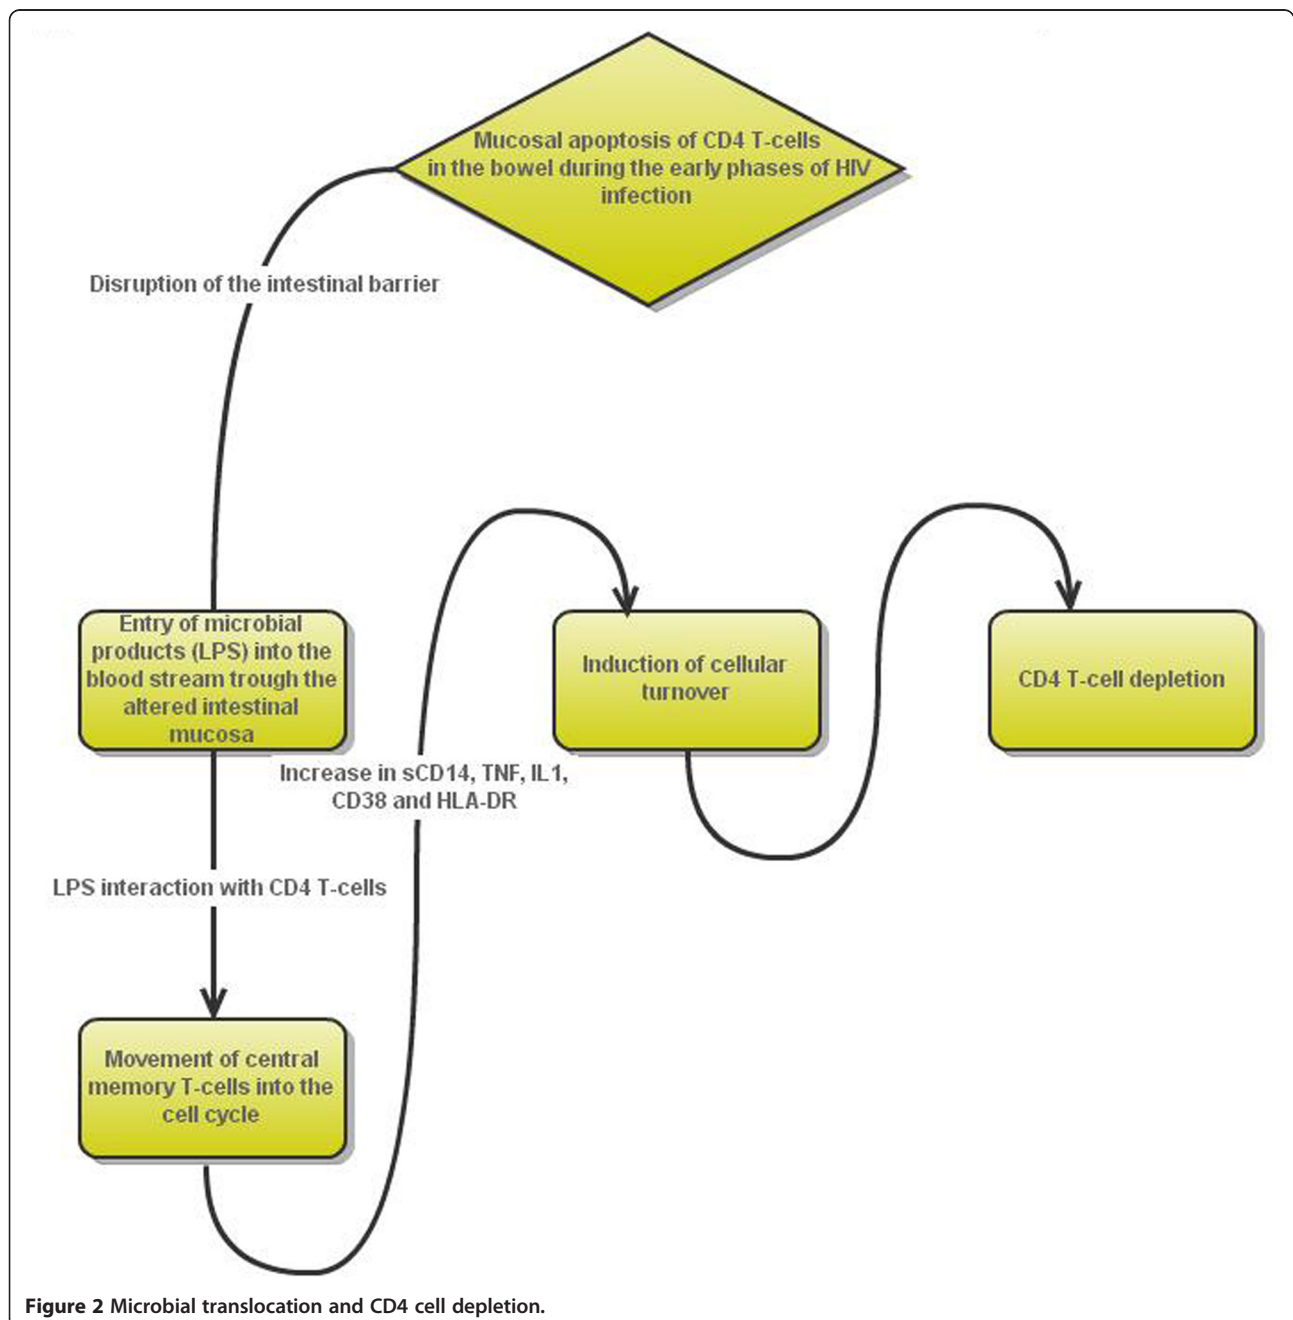 Mucosal apoptosis of CD4 T-cells
in the bowel during the early phases of HIV
infection
Disruption of the intestinal barrier
Entry of microbial
products (LPS) into the
blood stream trough the
altered intestinal
mucosa
Induction of cellular
turnover
CD4 T-cell depletion
Increase in sCD14, TNF, IL1,
CD38 and HLA-DR
LPS interaction with CD4 T-cells
Movement of central
memory T-cells into the
cell cycle
Figure 2 Microbial translocation and CD4 cell depletion.